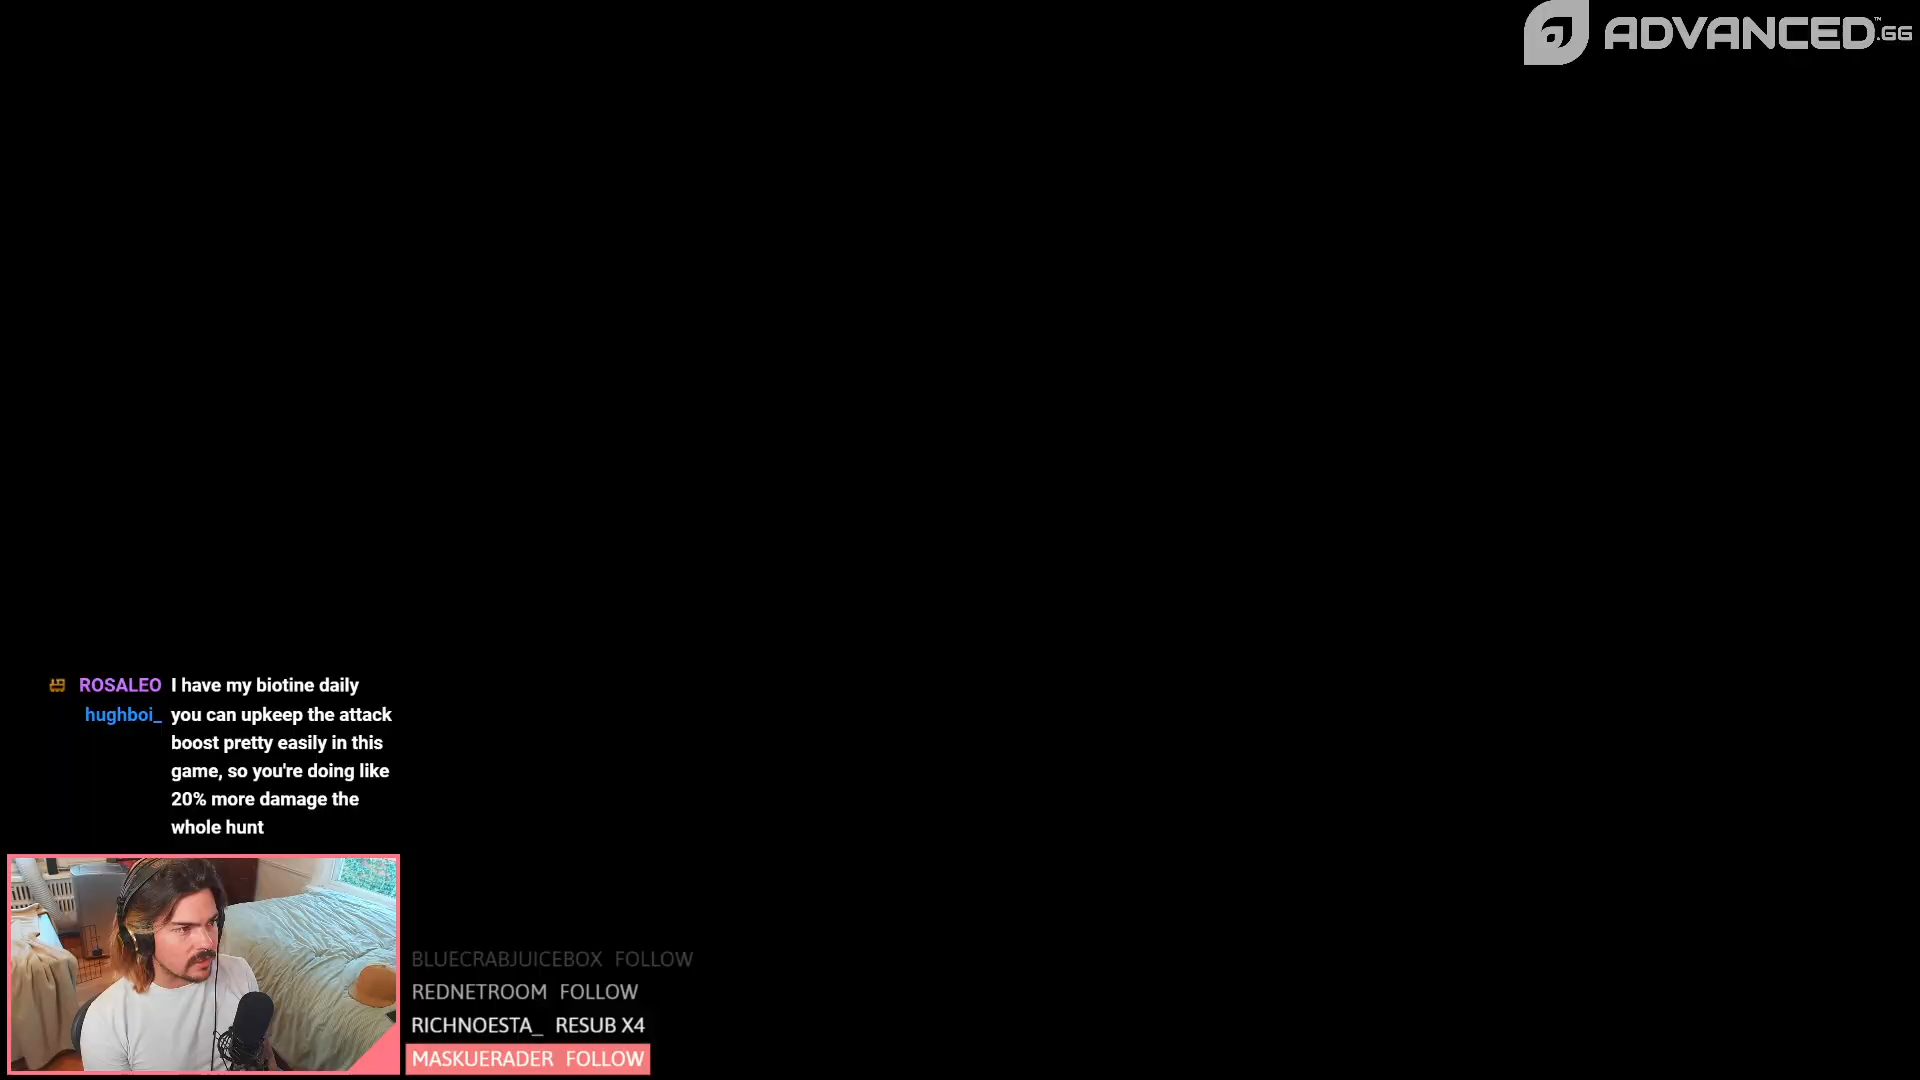 ADVANCED™.GG
ROSALEO I have my biotine daily
hughboi_ you can upkeep the attack
boost pretty easily in this
game, so you're doing like
20% more damage the
whole hunt
BLUECRABJUICEBOX FOLLOW
REDNETROOM FOLLOW
RICHNOESTA_ RESUB X4
MASKUERADER FOLLOW